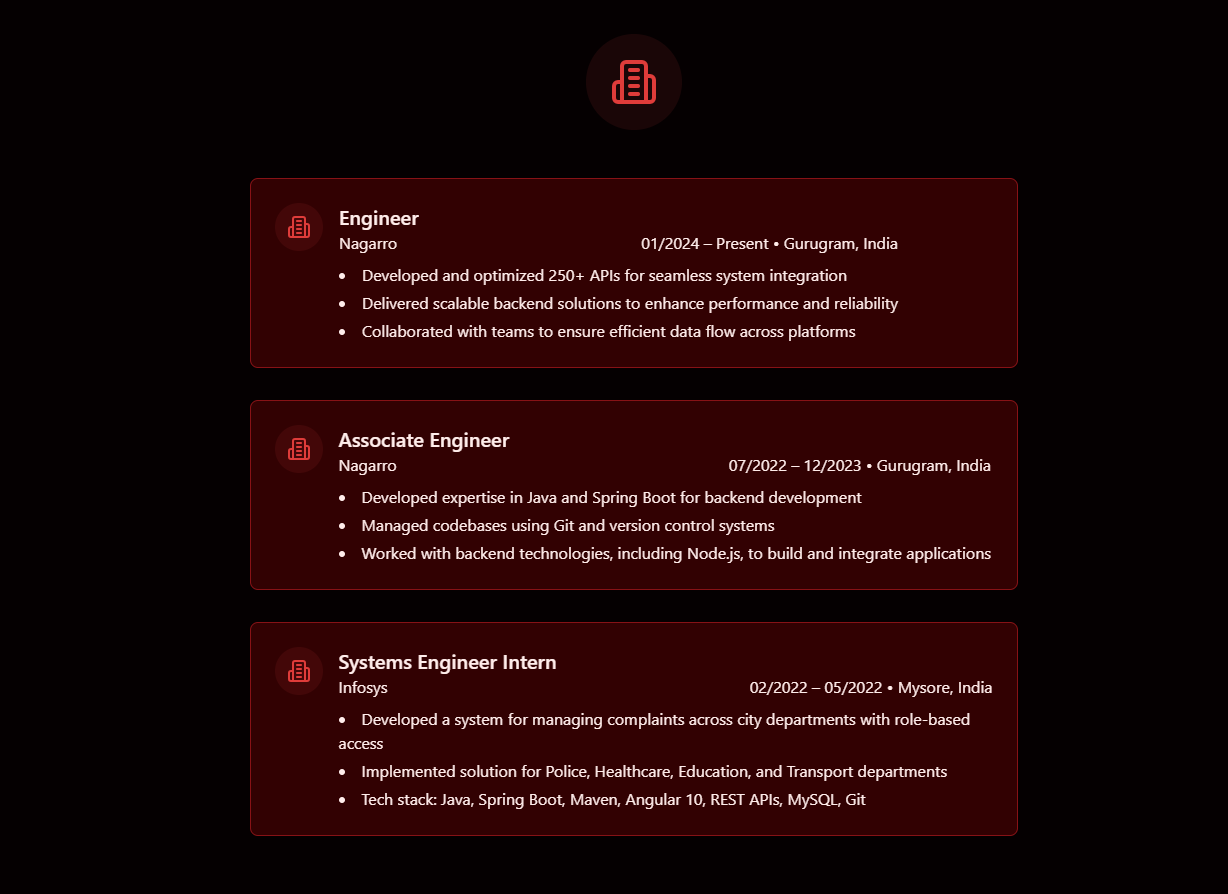 Engineer
Nagarro 01/2024 – Present • Gurugram, India
• Developed and optimized 250+ APIs for seamless system integration
• Delivered scalable backend solutions to enhance performance and reliability
• Collaborated with teams to ensure efficient data flow across platforms
Associate Engineer
Nagarro 07/2022 – 12/2023 • Gurugram, India
• Developed expertise in Java and Spring Boot for backend development
• Managed codebases using Git and version control systems
• Worked with backend technologies, including Node.js, to build and integrate applications
Systems Engineer Intern
Infosys 02/2022 – 05/2022 • Mysore, India
• Developed a system for managing complaints across city departments with role-based
access
• Implemented solution for Police, Healthcare, Education, and Transport departments
• Tech stack: Java, Spring Boot, Maven, Angular 10, REST APIs, MySQL, Git